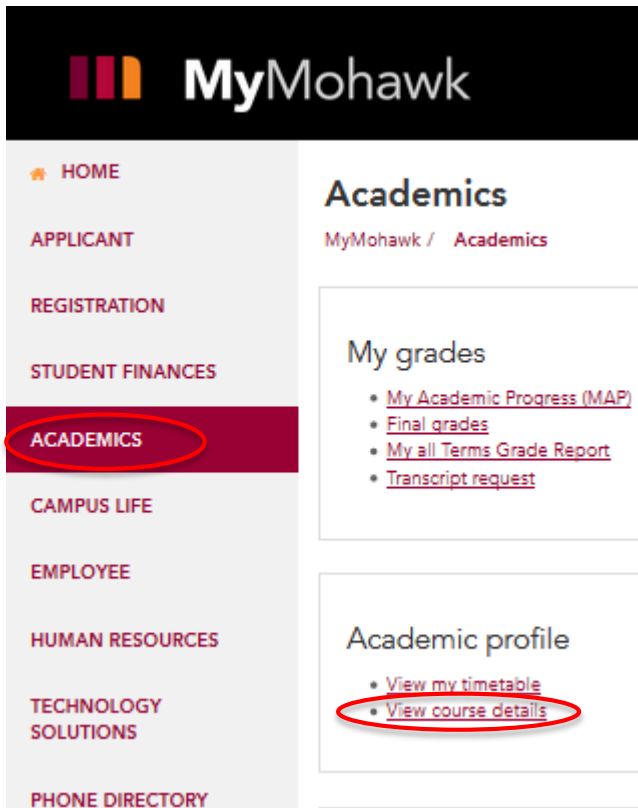 MyMohawk
HOME
APPLICANT
REGISTRATION
STUDENT FINANCES
ACADEMICS
CAMPUS LIFE
EMPLOYEE
HUMAN RESOURCES
TECHNOLOGY
SOLUTIONS
PHONE DIRECTORY
Academics
MyMohawk / Academics
My grades
• My Academic Progress (MAP)
• Final grades
• My all Terms Grade Report
• Transcript request
Academic profile
• View my timetable
• View course details